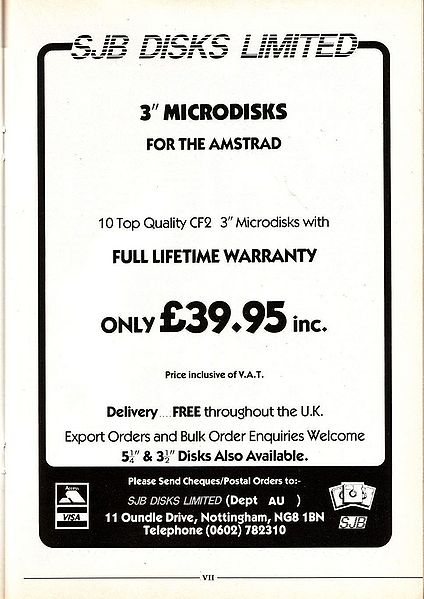 SJB DISKS LIMITED
3" MICRODISKS
FOR THE AMSTRAD
10 Top Quality CF2 3" Microdisks with
FULL LIFETIME WARRANTY
ONLY £39.95 inc.
Price inclusive of V.A.T.
Delivery....FREE throughout the U.K.
Export Orders and Bulk Order Enquiries Welcome
5¼" & 3½" Disks Also Available.
Please Send Cheques/Postal Orders to:-
SJB DISKS LIMITED (Dept AU )
11 Oundle Drive, Nottingham, NG8 1BN
Telephone (0602) 782310
Access
VISA
SJB
VII